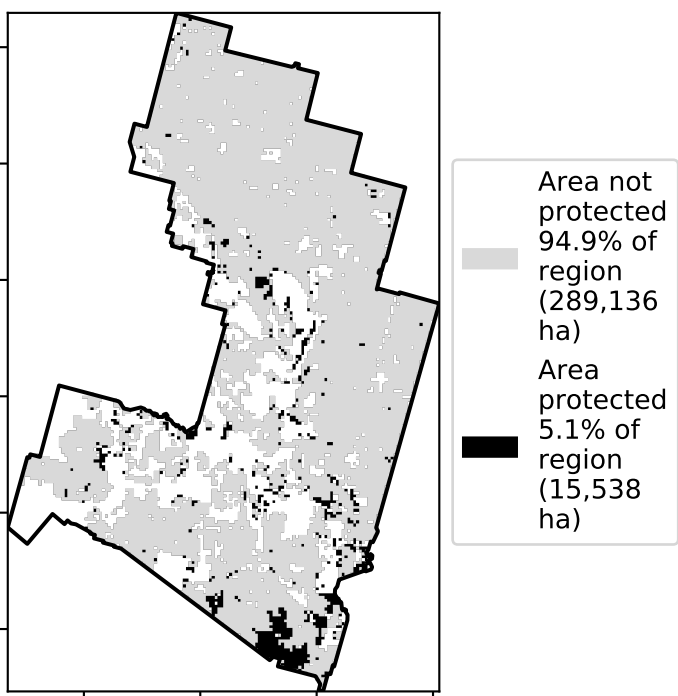 Area not
protected
94.9% of
region
(289,136
ha)
Area
protected
5.1% of
region
(15,538
ha)